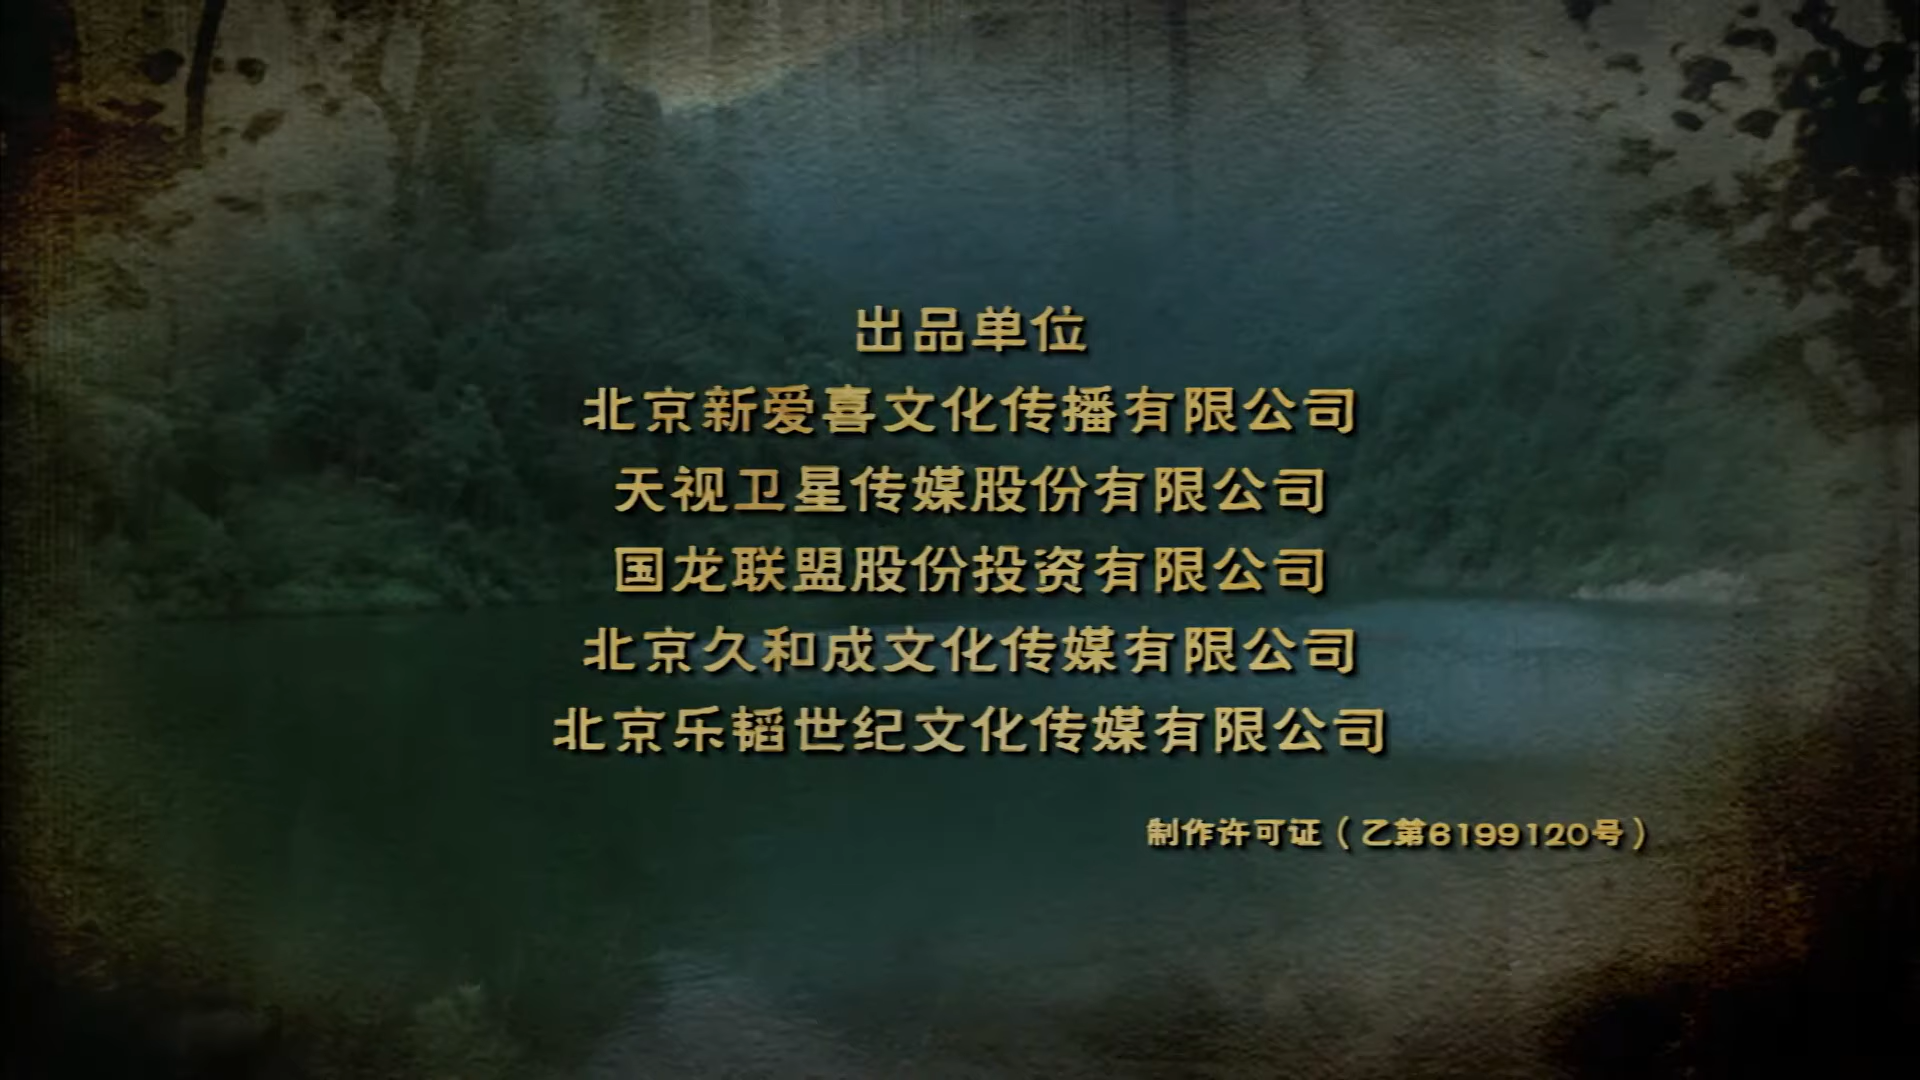 出品单位
北京新爱喜文化传播有限公司
天视卫星传媒股份有限公司
国龙联盟股份投资有限公司
北京久和成文化传媒有限公司
北京乐韬世纪文化传媒有限公司
制作许可证（乙第6199120号）